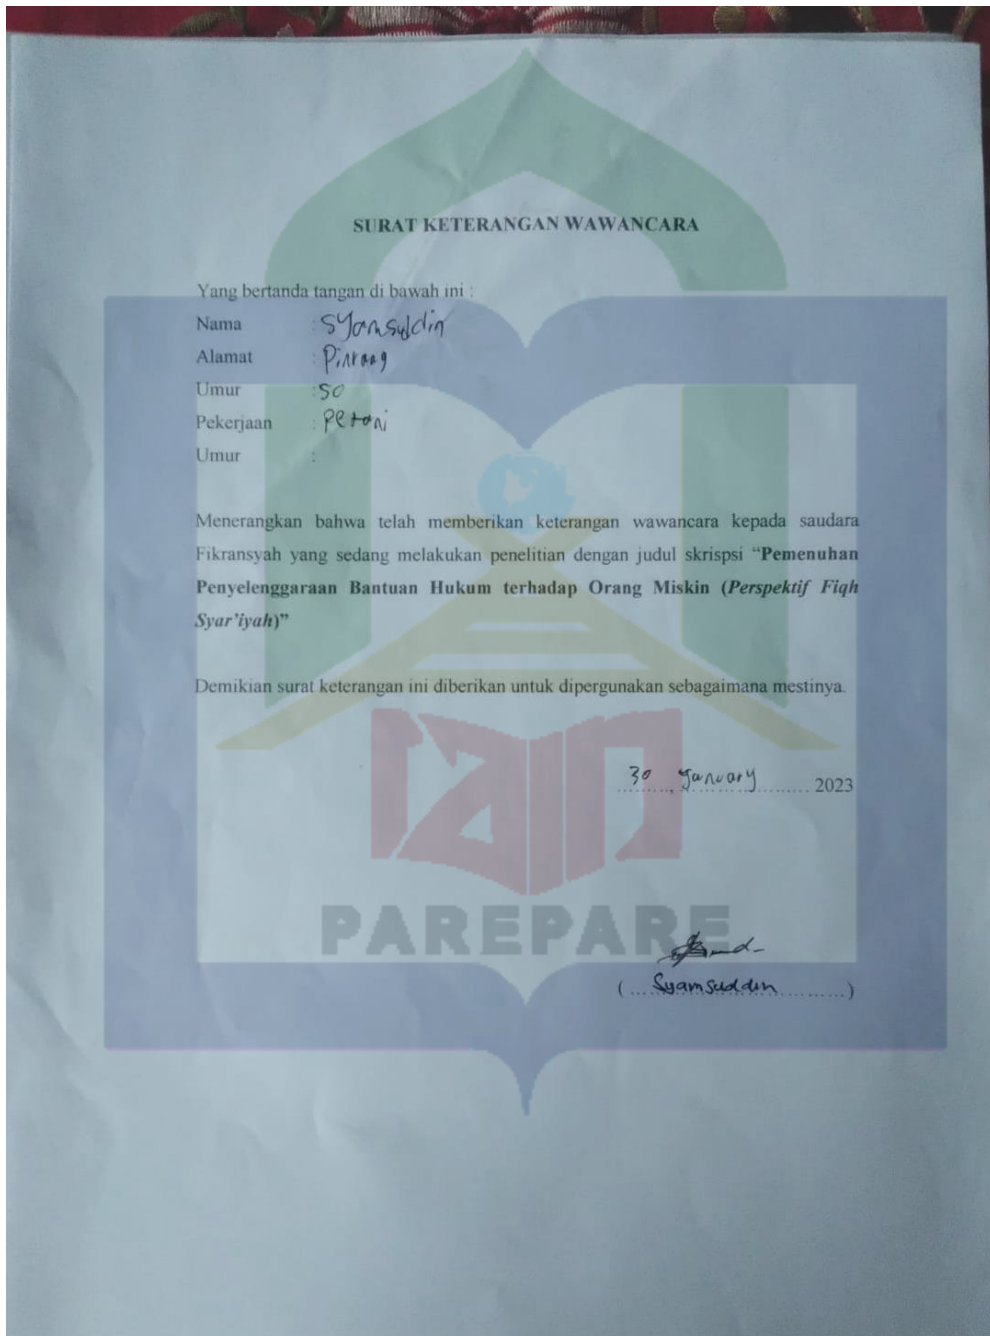 SURAT KETERANGAN WAWANCARA
Yang bertanda tangan di bawah ini :
Nama : Syamsuddin
Alamat : Pinrang
Umur : 50
Pekerjaan : Petani
Umur :
Menerangkan bahwa telah memberikan keterangan wawancara kepada saudara
Fikransyah yang sedang melakukan penelitian dengan judul skrispsi “Pemenuhan
Penyelenggaraan Bantuan Hukum terhadap Orang Miskin (Perspektif Fiqh
Syar’iyah)”
Demikian surat keterangan ini diberikan untuk dipergunakan sebagaimana mestinya.
30, January 2023
iain
PAREPARE
(Syamsuddin)